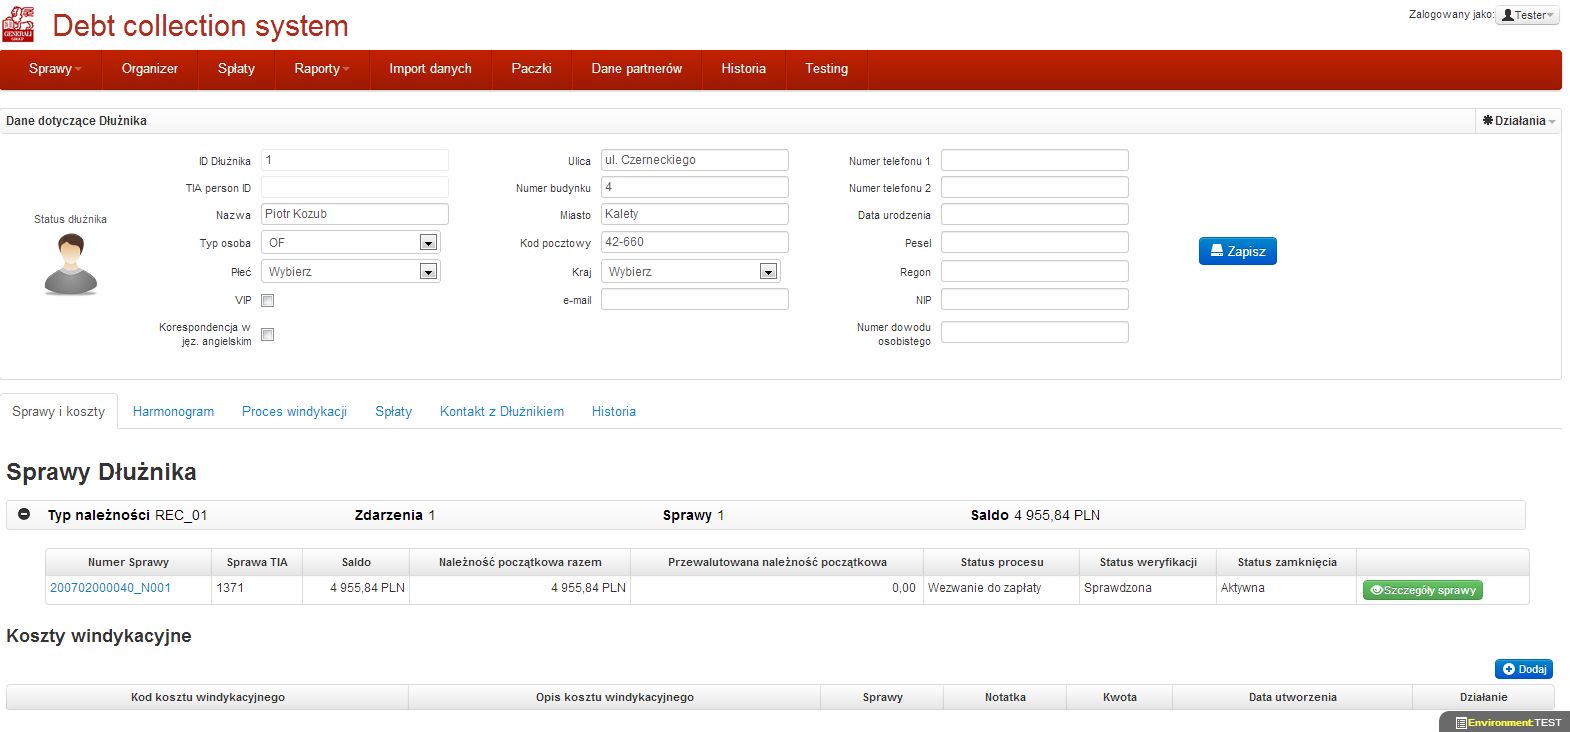 GENERALI
GROUP
Debt collection system
Zalogowany jako: Tester
Sprawy Organizer Spłaty Raporty Import danych Paczki Dane partnerów Historia Testing
Dane dotyczące Dłużnika
Działania
Status dłużnika
ID Dłużnika 1
TIA person ID
Nazwa Piotr Kozub
Typ osoba OF
Płeć Wybierz
VIP
Korespondencja w
jęz. angielskim
Ulica ul. Czerneckiego
Numer budynku 4
Miasto Kalety
Kod pocztowy 42-660
Kraj Wybierz
e-mail
Numer telefonu 1
Numer telefonu 2
Data urodzenia
Pesel
Regon
NIP
Numer dowodu
osobistego
Zapisz
Sprawy i koszty Harmonogram Proces windykacji Spłaty Kontakt z Dłużnikiem Historia
Sprawy Dłużnika
Typ należności REC_01 Zdarzenia 1 Sprawy 1 Saldo 4 955,84 PLN
Numer Sprawy Sprawa TIA Saldo Należność początkowa razem Przewalutowana należność początkowa Status procesu Status weryfikacji Status zamknięcia
200702000040_N001 1371 4 955,84 PLN 4 955,84 PLN 0,00 Wezwanie do zapłaty Sprawdzona Aktywna Szczegóły sprawy
Koszty windykacyjne
Dodaj
Kod kosztu windykacyjnego Opis kosztu windykacyjnego Sprawy Notatka Kwota Data utworzenia Działanie
Environment:TEST